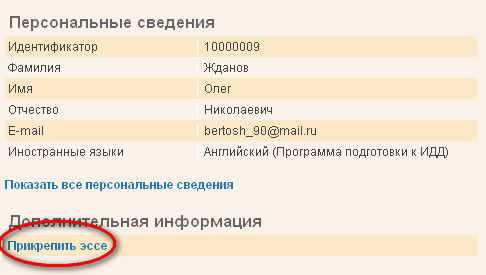 Персональные сведения
Идентификатор 10000009
Фамилия Жданов
Имя Олег
Отчество Николаевич
E-mail bertosh_90@mail.ru
Иностранные языки Английский (Программа подготовки к ИДД)
Показать все персональные сведения
Дополнительная информация
Прикрепить эссе